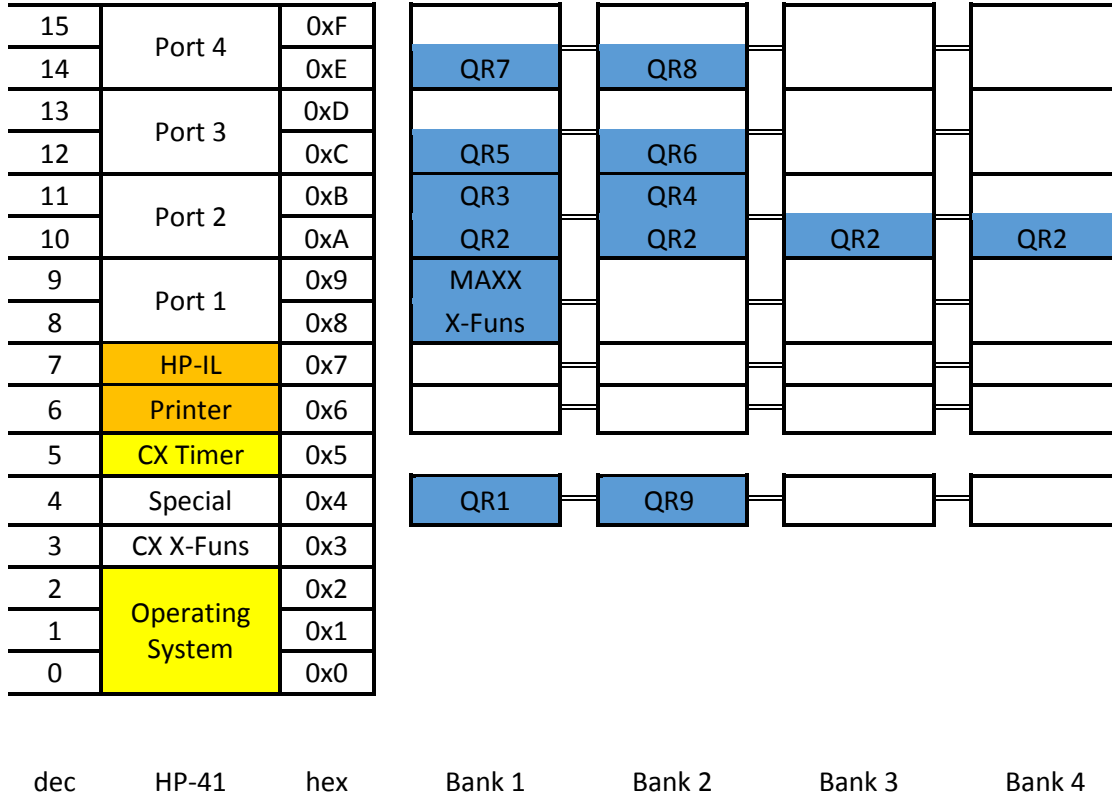 15 Port 4 0xF
14 0xE QR7 QR8
13 Port 3 0xD
12 0xC QR5 QR6
11 Port 2 0xB QR3 QR4
10 0xA QR2 QR2 QR2 QR2
9 Port 1 0x9 MAXX
8 0x8 X-Funs
7 HP-IL 0x7
6 Printer 0x6
5 CX Timer 0x5
4 Special 0x4 QR1 QR9
3 CX X-Funs 0x3
2 Operating 0x2
1 System 0x1
0 0x0
dec HP-41 hex Bank 1 Bank 2 Bank 3 Bank 4